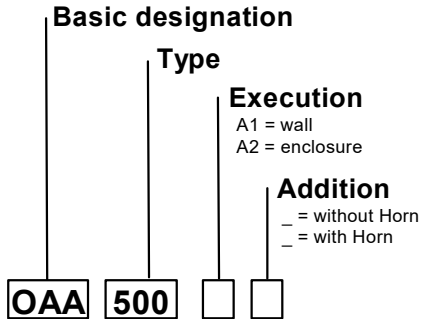 Basic designation
Type
Execution
A1 = wall
A2 = enclosure
Addition
_ = without Horn
_ = with Horn
OAA 500